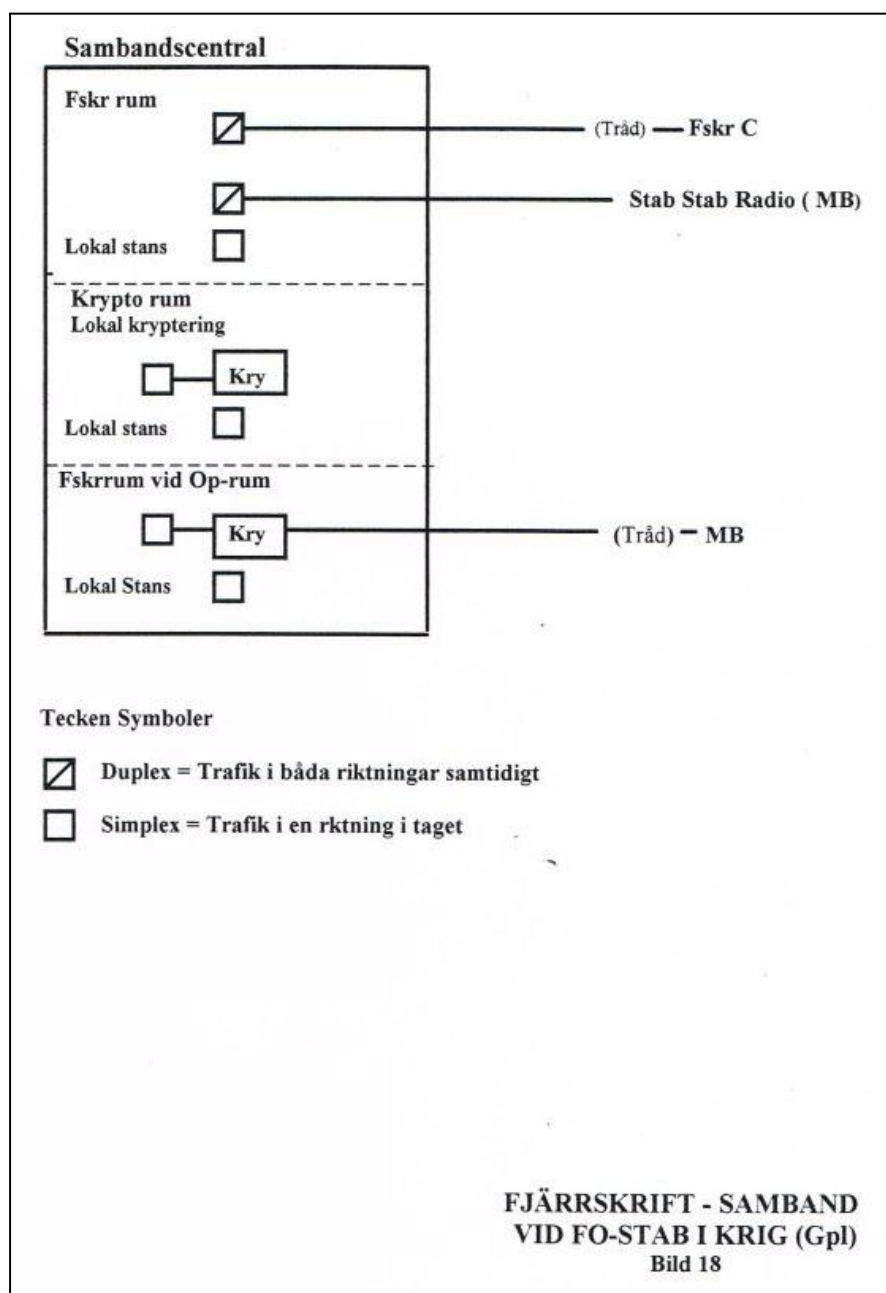 Sambandscentral
Fskr rum
(Tråd) — Fskr C
Stab Stab Radio ( MB)
Lokal stans
Krypto rum
Lokal kryptering
Kry
Lokal stans
Fskrrum vid Op-rum
Kry
(Tråd) – MB
Lokal Stans
Tecken Symboler
Duplex = Trafik i båda riktningar samtidigt
Simplex = Trafik i en rktning i taget
FJÄRRSKRIFT - SAMBAND
VID FO-STAB I KRIG (Gpl)
Bild 18